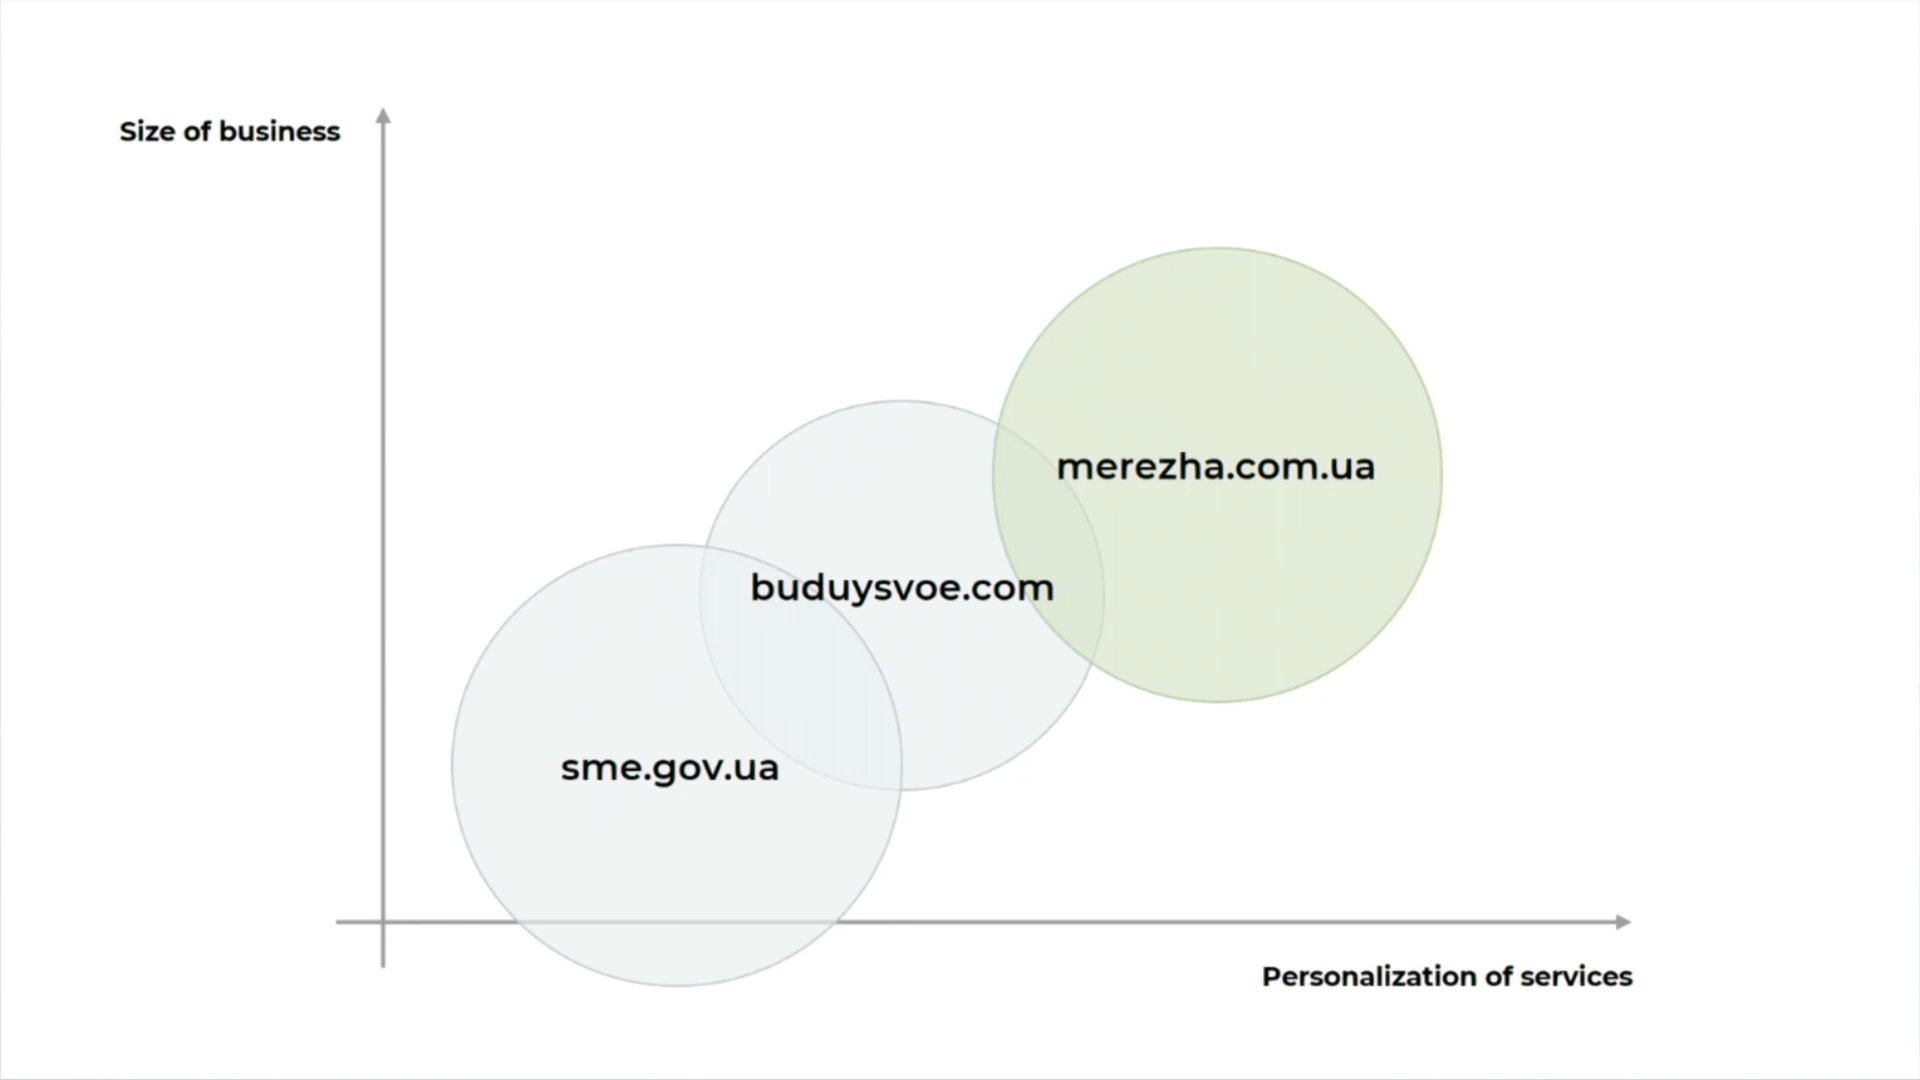 Size of business
merezha.com.ua
buduysvoe.com
sme.gov.ua
Personalization of services